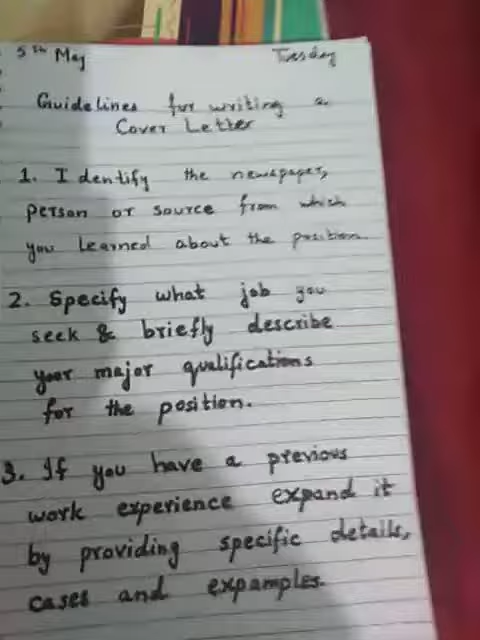 5th May Tuesday
Guidelines for writing a
Cover Letter
1. Identify the newspaper,
person or source from which
you learned about the position
2. Specify what job you
seek & briefly describe
your major qualifications
for the position.
3. If you have a previous
work experience expand it
by providing specific details,
cases and expamples.